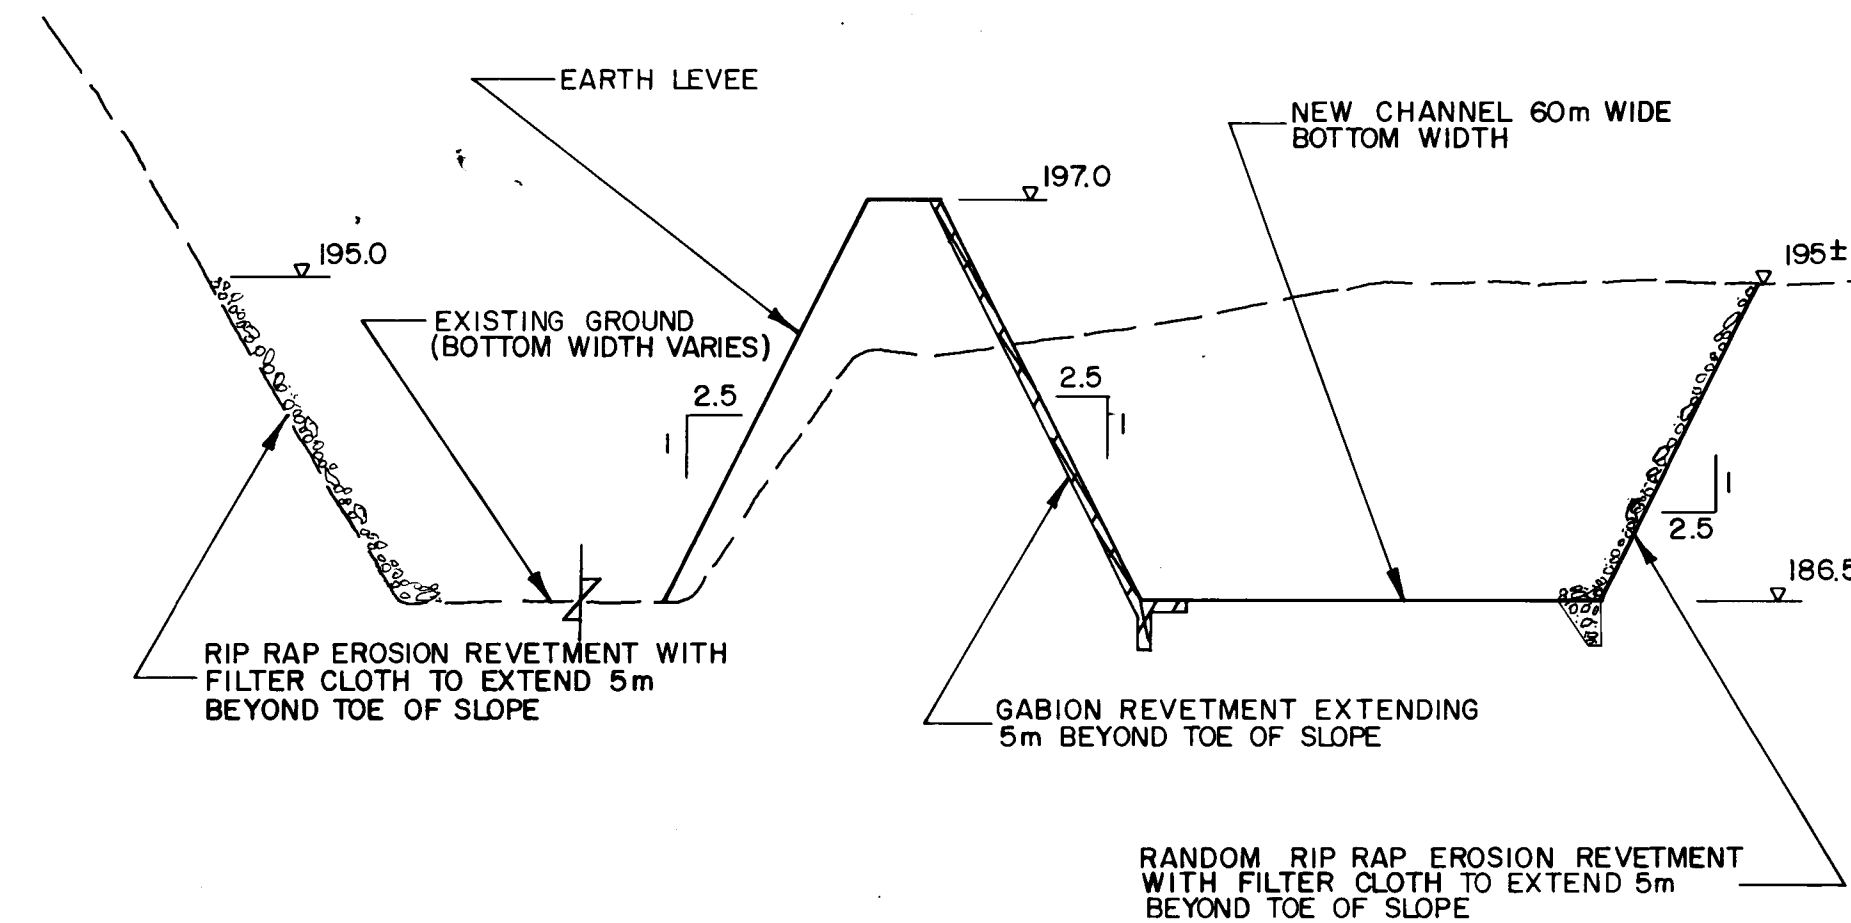 EARTH LEVEE
NEW CHANNEL 60m WIDE
BOTTOM WIDTH
197.0
195.0
195±
EXISTING GROUND
(BOTTOM WIDTH VARIES)
2.5
1
2.5
1
2.5
1
186.5
RIP RAP EROSION REVETMENT WITH
FILTER CLOTH TO EXTEND 5m
BEYOND TOE OF SLOPE
GABION REVETMENT EXTENDING
5m BEYOND TOE OF SLOPE
RANDOM RIP RAP EROSION REVETMENT
WITH FILTER CLOTH TO EXTEND 5m
BEYOND TOE OF SLOPE